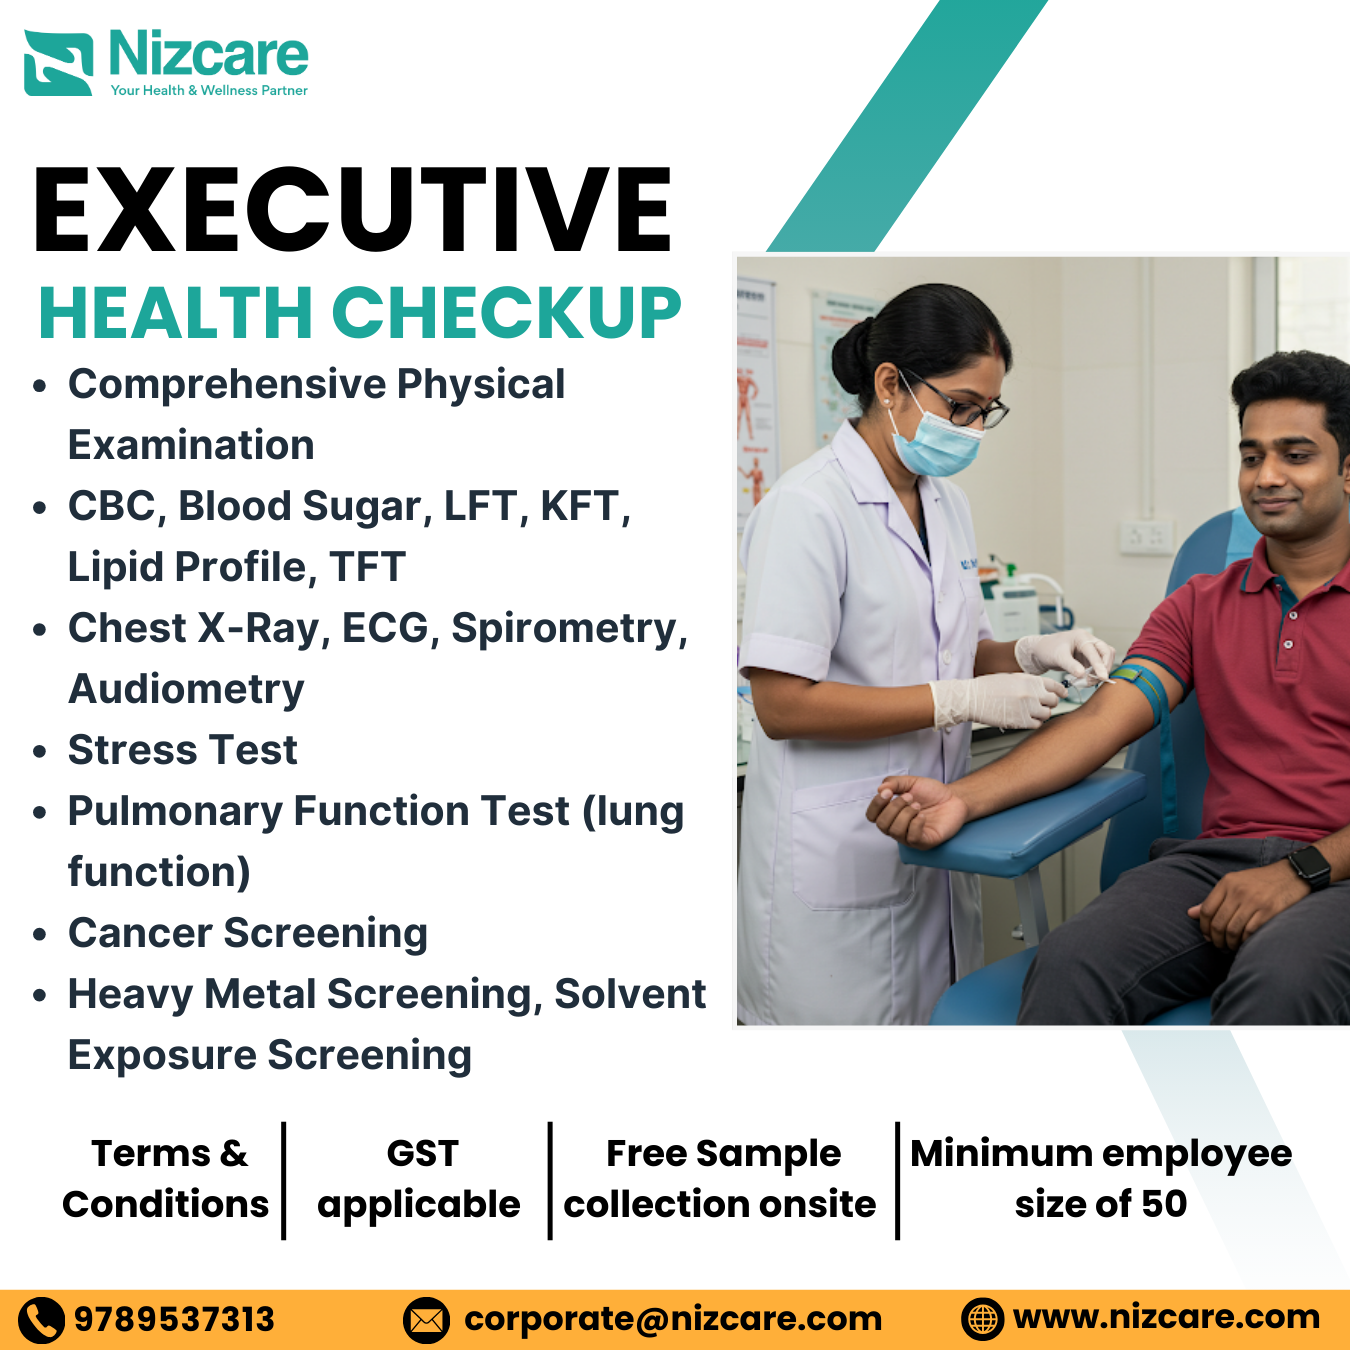 Nizcare
Your Health & Wellness Partner
EXECUTIVE
HEALTH CHECKUP
• Comprehensive Physical
Examination
• CBC, Blood Sugar, LFT, KFT,
Lipid Profile, TFT
• Chest X-Ray, ECG, Spirometry,
Audiometry
• Stress Test
• Pulmonary Function Test (lung
function)
• Cancer Screening
• Heavy Metal Screening, Solvent
Exposure Screening
Terms &
Conditions
GST
applicable
Free Sample
collection onsite
Minimum employee
size of 50
9789537313
corporate@nizcare.com
www.nizcare.com